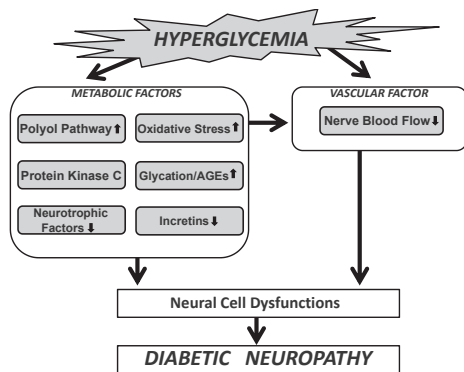 HYPERGLYCEMIA
METABOLIC FACTORS
Polyol Pathway ⬆
Oxidative Stress ⬆
Protein Kinase C
Glycation/AGEs ⬆
Neurotrophic
Factors ⬇
Incretins ⬇
VASCULAR FACTOR
Nerve Blood Flow ⬇
Neural Cell Dysfunctions
DIABETIC NEUROPATHY